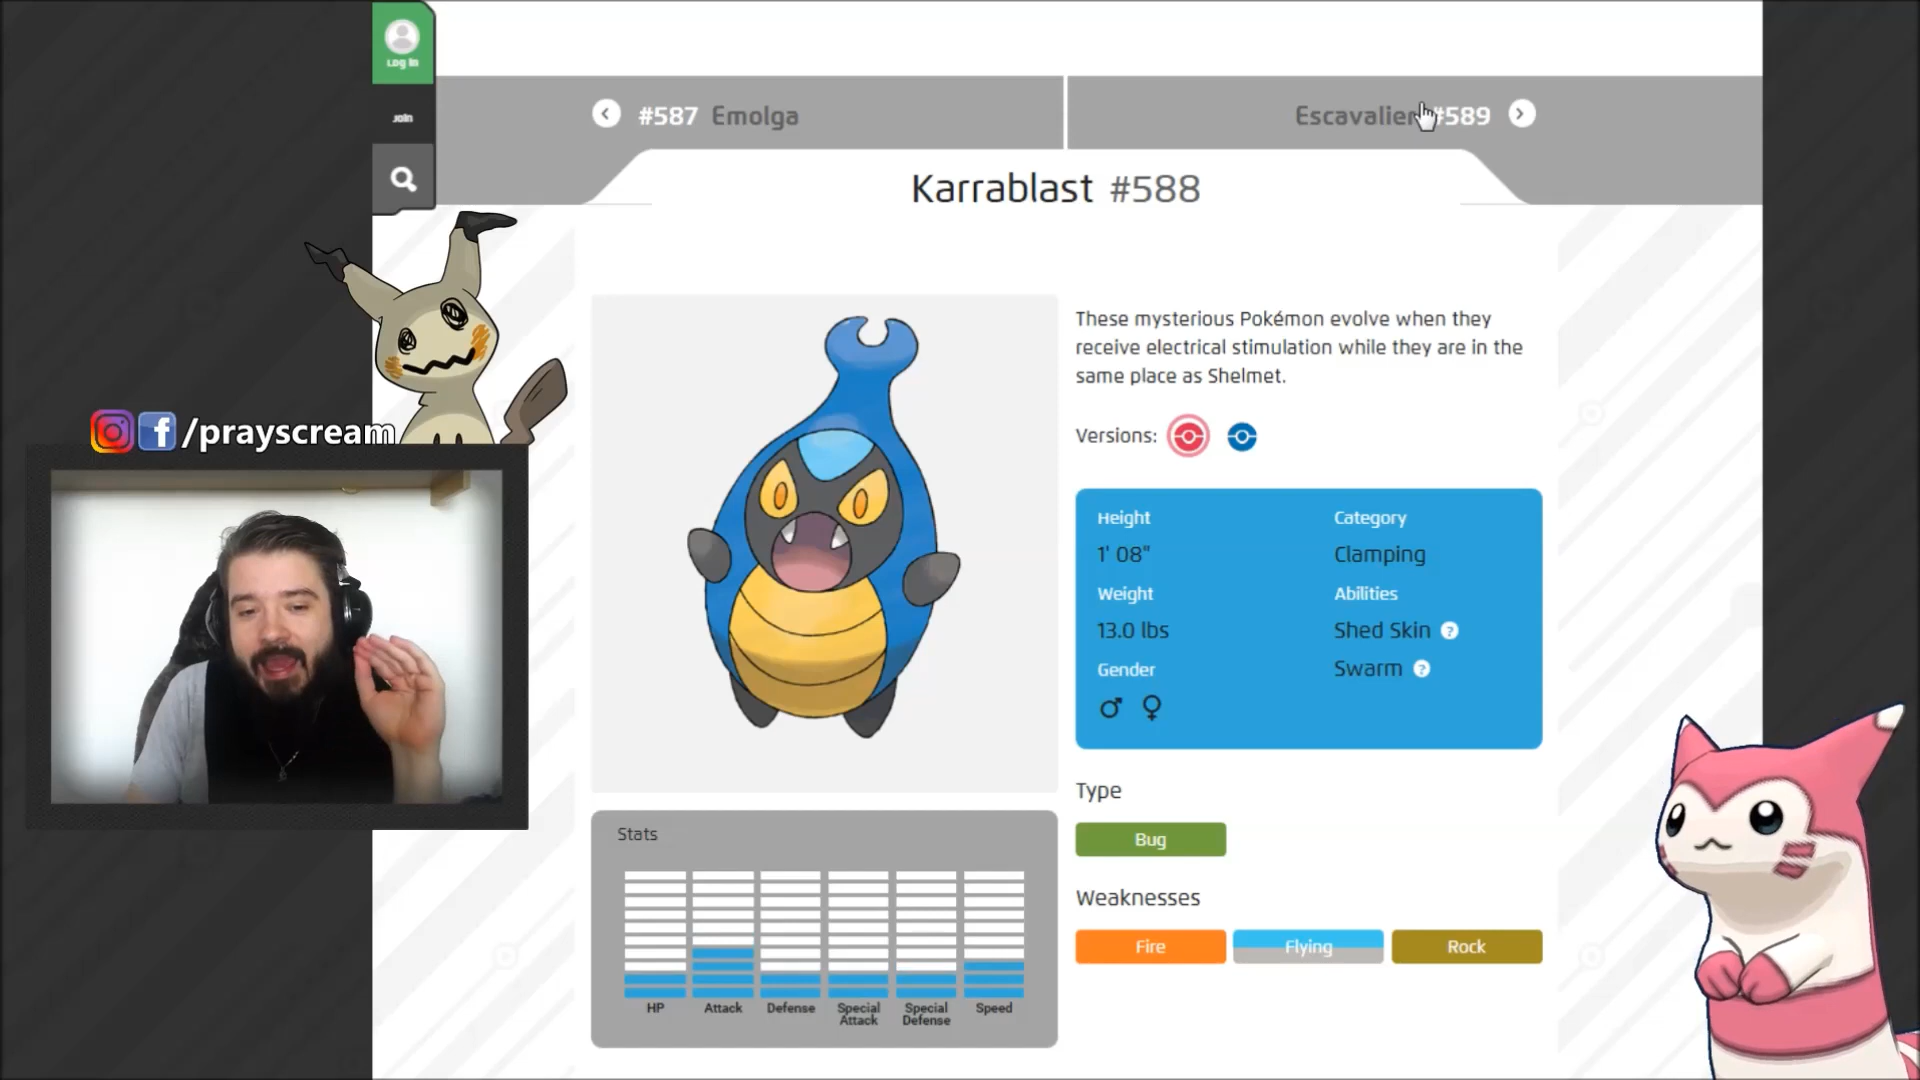 LOG IN
JOIN
#587 Emolga
Escavalier #589
Karrablast #588
These mysterious Pokémon evolve when they
receive electrical stimulation while they are in the
same place as Shelmet.
Versions:
/prayscream
Height
1' 08"
Weight
13.0 lbs
Gender
Category
Clamping
Abilities
Shed Skin ?
Swarm ?
Type
Bug
Weaknesses
Fire
Flying
Rock
Stats
HP
Attack
Defense
Special
Attack
Special
Defense
Speed